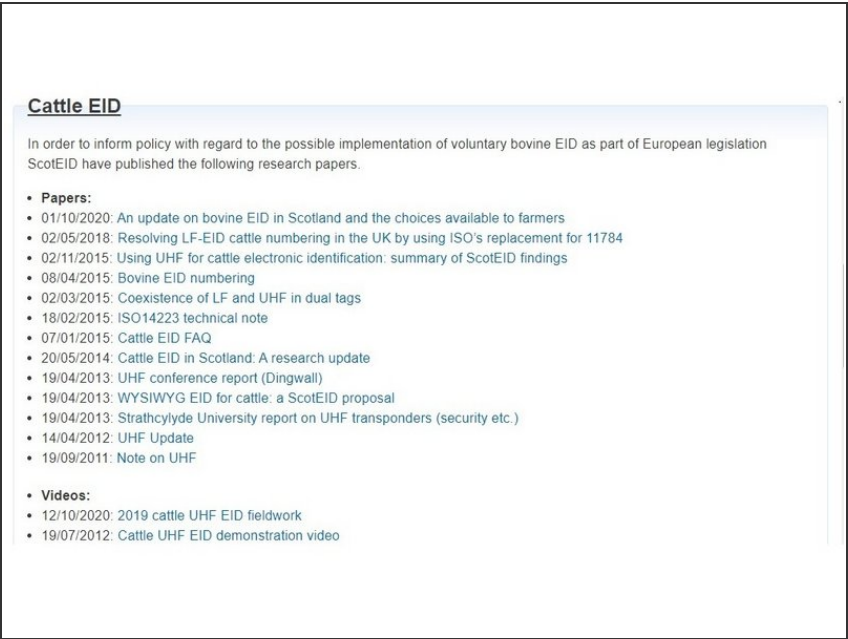 Cattle EID
In order to inform policy with regard to the possible implementation of voluntary bovine EID as part of European legislation
ScotEID have published the following research papers.
• Papers:
• 01/10/2020: An update on bovine EID in Scotland and the choices available to farmers
• 02/05/2018: Resolving LF-EID cattle numbering in the UK by using ISO's replacement for 11784
• 02/11/2015: Using UHF for cattle electronic identification: summary of ScotEID findings
• 08/04/2015: Bovine EID numbering
• 02/03/2015: Coexistence of LF and UHF in dual tags
• 18/02/2015: ISO14223 technical note
• 07/01/2015: Cattle EID FAQ
• 20/05/2014: Cattle EID in Scotland: A research update
• 19/04/2013: UHF conference report (Dingwall)
• 19/04/2013: WYSIWYG EID for cattle: a ScotEID proposal
• 19/04/2013: Strathcylyde University report on UHF transponders (security etc.)
• 14/04/2012: UHF Update
• 19/09/2011: Note on UHF
• Videos:
• 12/10/2020: 2019 cattle UHF EID fieldwork
• 19/07/2012: Cattle UHF EID demonstration video